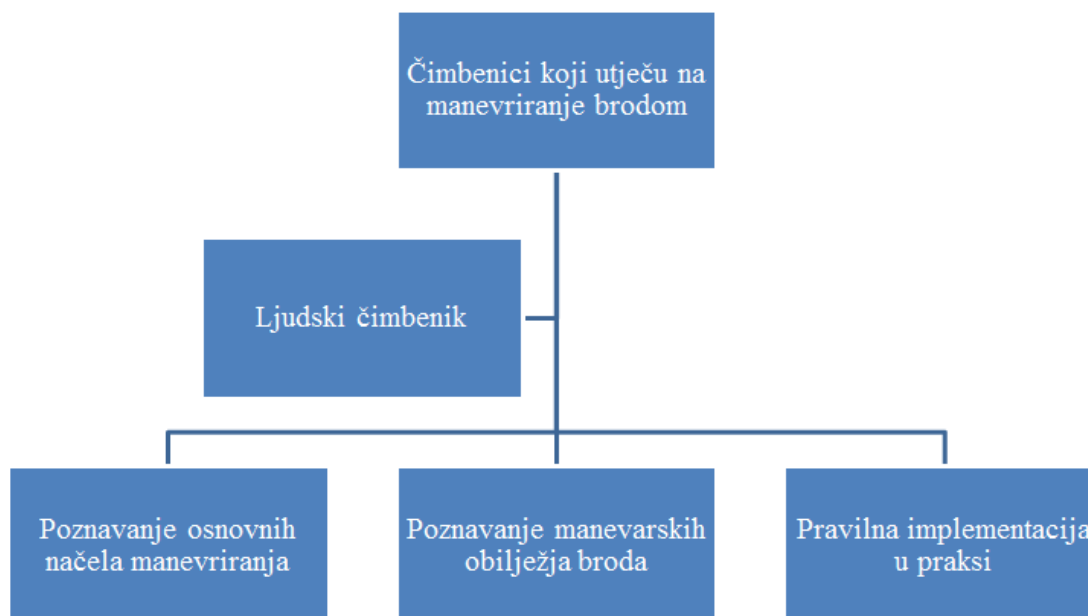 Čimbenici koji utječu na
manevriranje brodom
Ljudski čimbenik
Poznavanje osnovnih
načela manevriranja
Poznavanje manevarskih
obilježja broda
Pravilna implementacija
u praksi